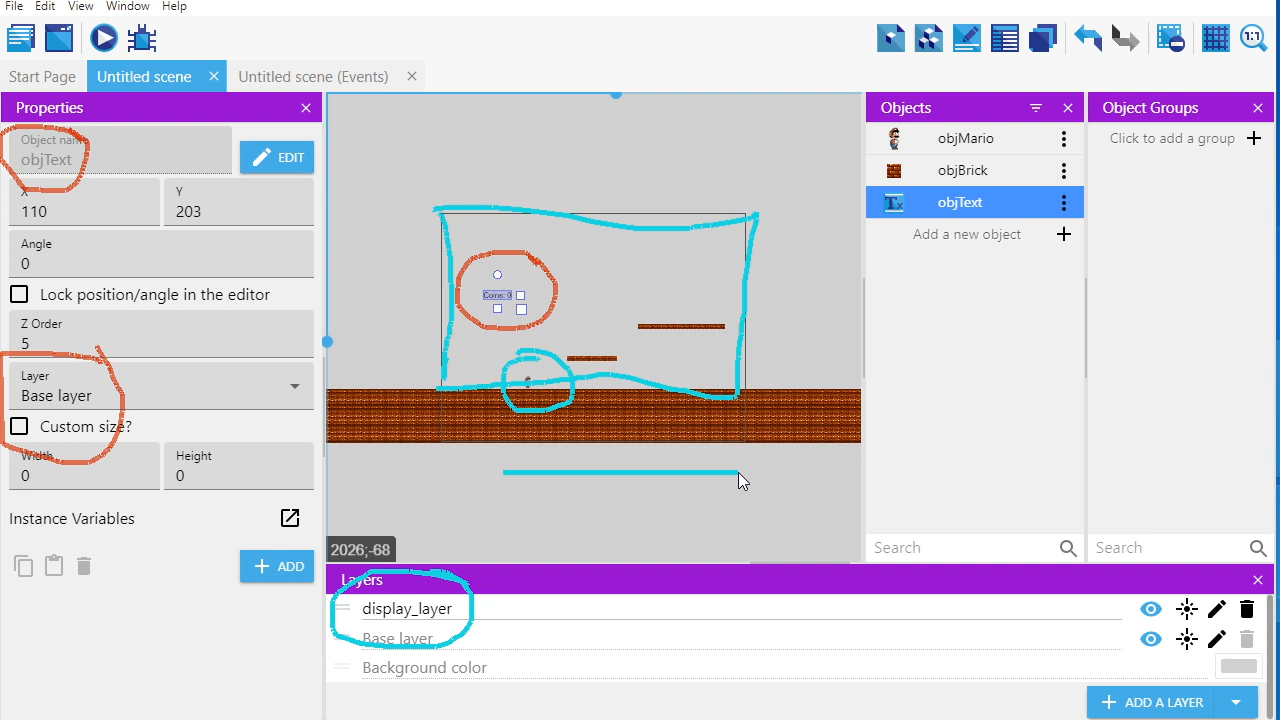 File Edit View Window Help
1:1
Start Page Untitled scene × Untitled scene (Events) ×
Properties ×
Object name
objText
EDIT
X
110
Y
203
Angle
0
Lock position/angle in the editor
Z Order
5
Layer
Base layer
Custom size?
Width
0
Height
0
Instance Variables
ADD
Coins: 0
2026;-68
Objects
objMario
objBrick
Tx objText
Add a new object
Search
Object Groups
Click to add a group
Search
Layers
display_layer
Base layer
Background color
ADD A LAYER